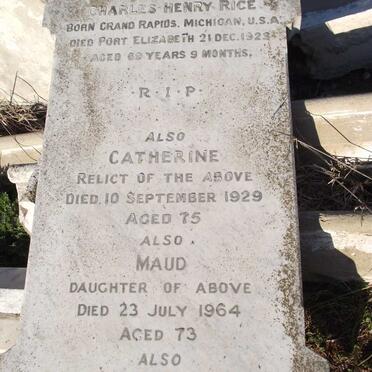 CHARLES HENRY RICE
BORN GRAND RAPIDS, MICHIGAN, U.S.A.
DIED PORT ELIZABETH 21 DEC. 1923
AGED 69 YEARS 9 MONTHS.
· R · I · P ·
ALSO
CATHERINE
RELICT OF THE ABOVE
DIED 10 SEPTEMBER 1929
AGED 75
ALSO
MAUD
DAUGHTER OF ABOVE
DIED 23 JULY 1964
AGED 73
ALSO